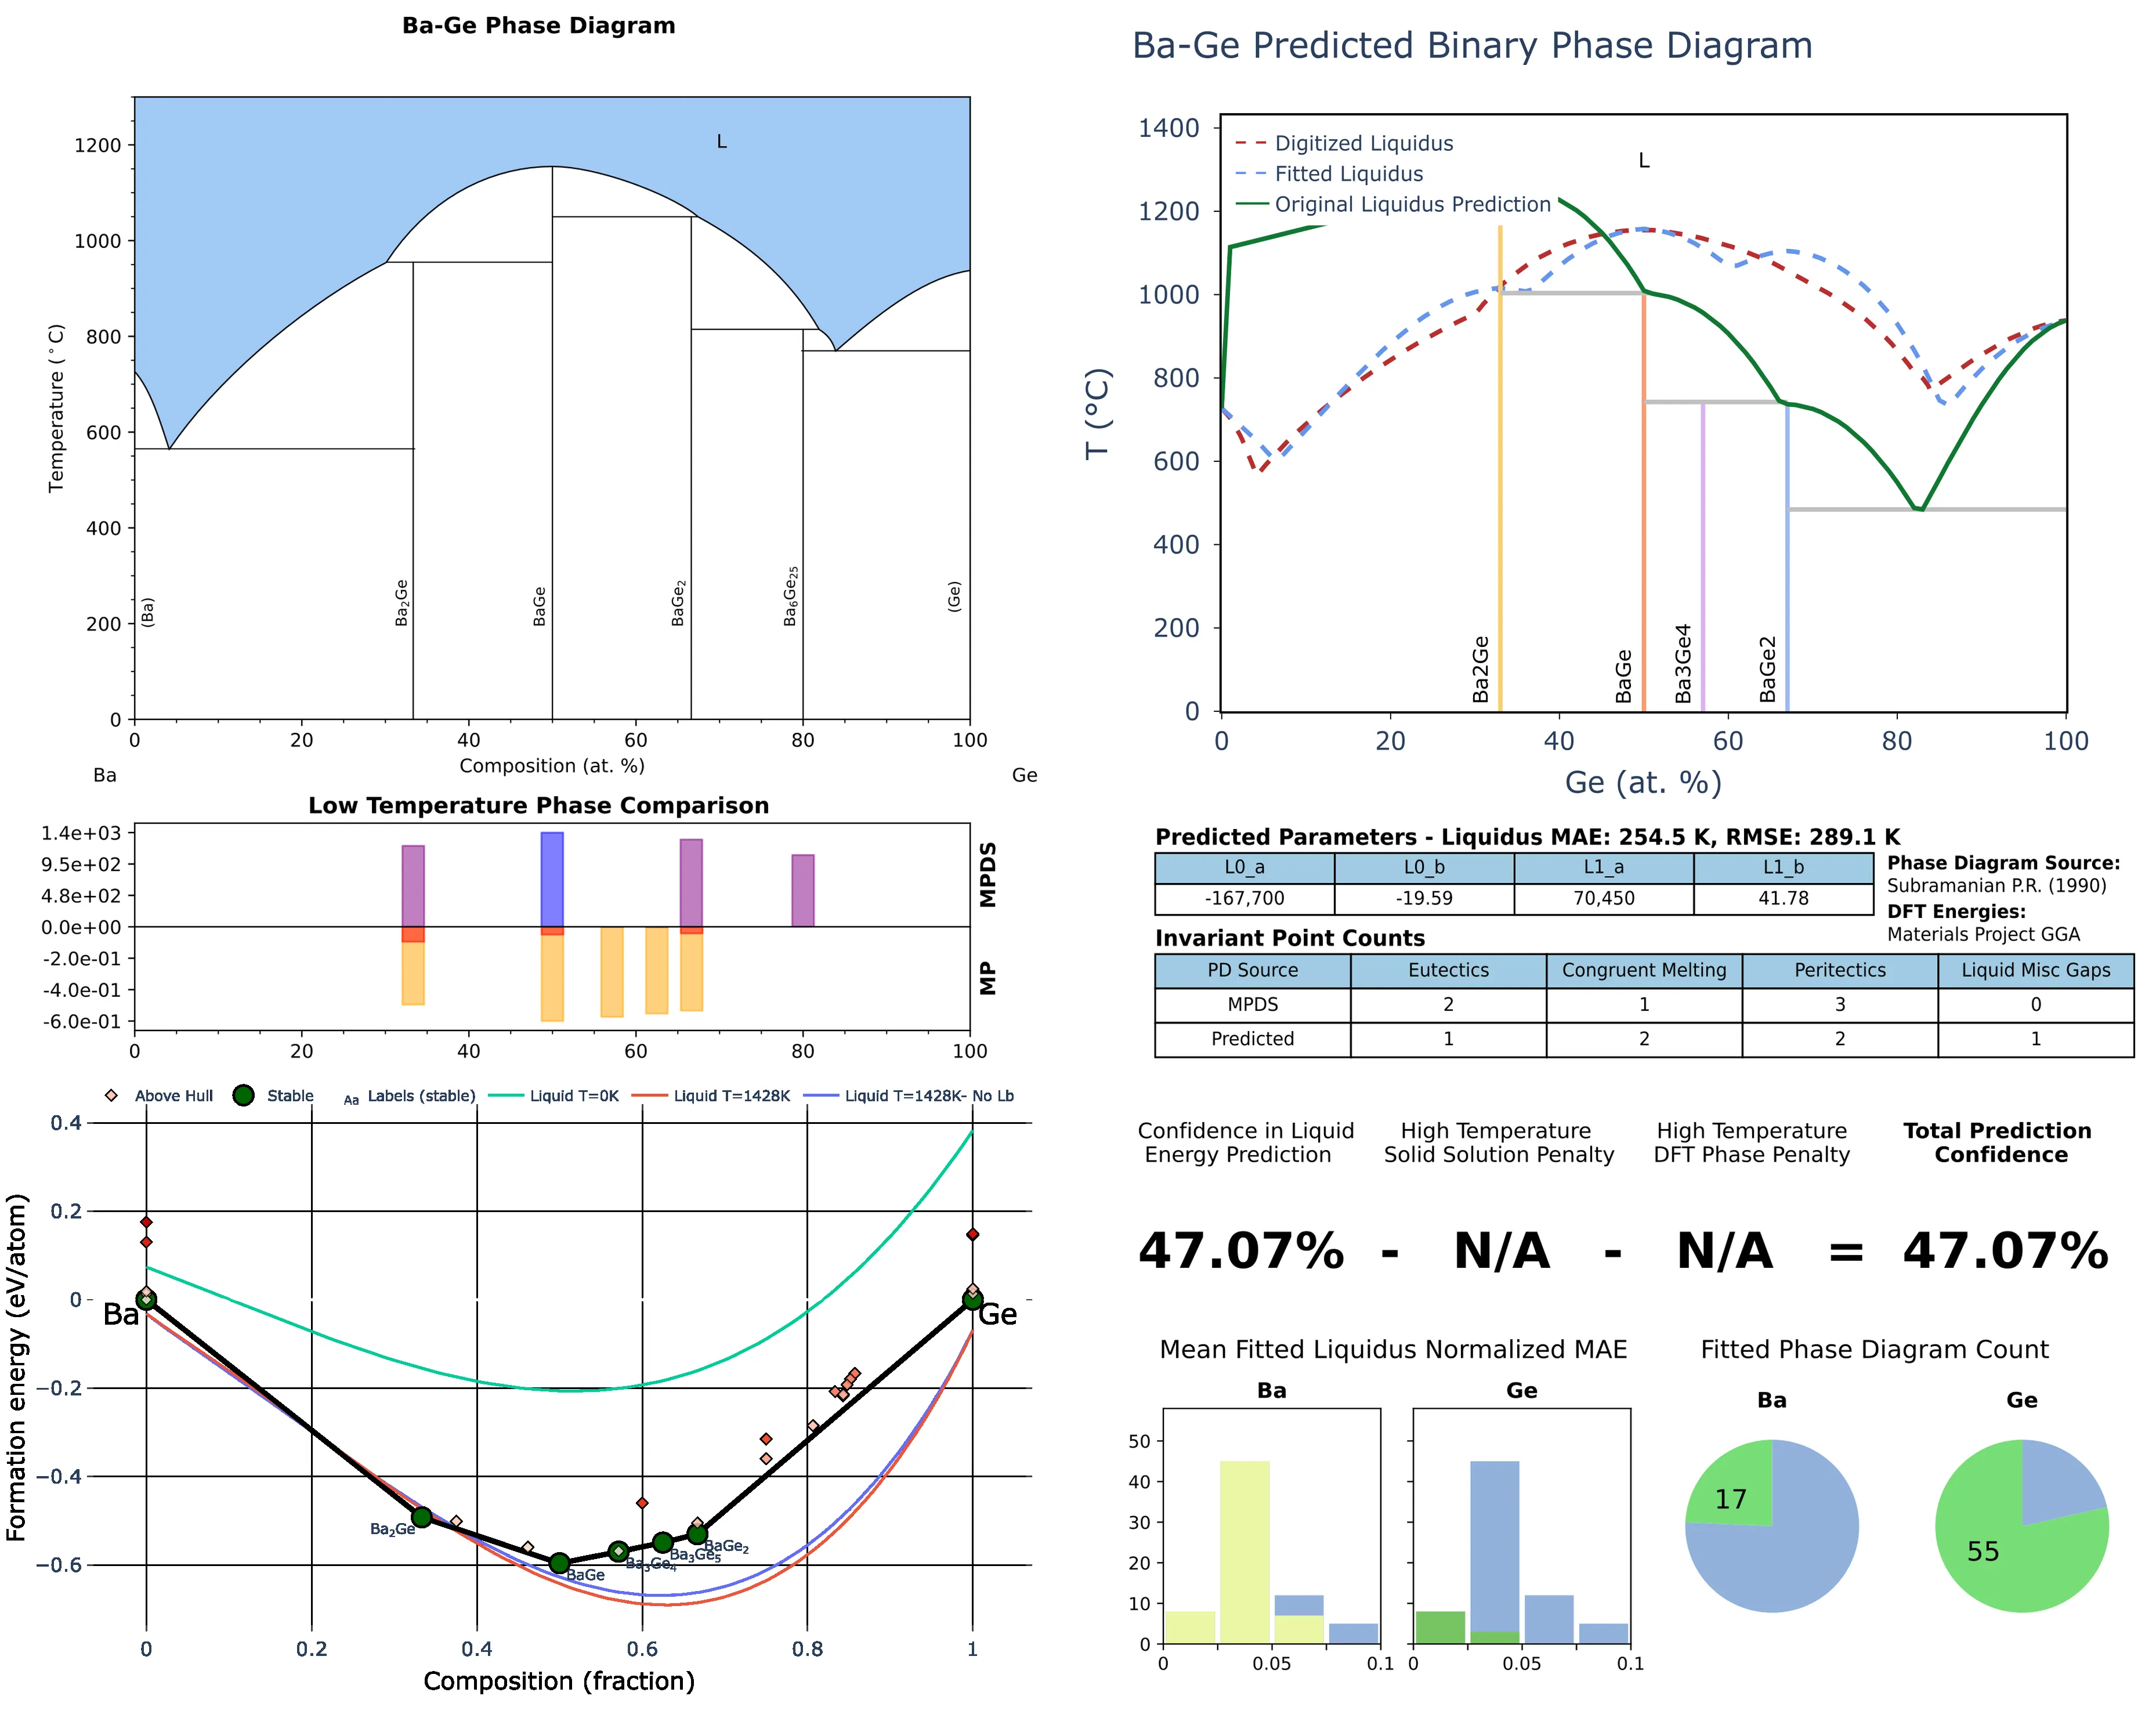 Ba-Ge Phase Diagram
L
1200
1000
800
600
400
200
0
Temperature (°C)
(Ba)
Ba₂Ge
BaGe
BaGe₂
Ba₆Ge₂₅
(Ge)
0 20 40 60 80 100
Composition (at. %)
Ba Ge
Low Temperature Phase Comparison
1.4e+03
9.5e+02
4.8e+02
0.0e+00
-2.0e-01
-4.0e-01
-6.0e-01
MPDS
MP
0 20 40 60 80 100
Above Hull Stable Aa Labels (stable) Liquid T=0K Liquid T=1428K Liquid T=1428K- No Lb
0.4
0.2
0
−0.2
−0.4
−0.6
Formation energy (eV/atom)
Ba
Ge
Ba₂Ge
BaGe
Ba₃Ge₄
Ba₃Ge₅
BaGe₂
0 0.2 0.4 0.6 0.8 1
Composition (fraction)
Ba-Ge Predicted Binary Phase Diagram
Digitized Liquidus
Fitted Liquidus
Original Liquidus Prediction
L
1400
1200
1000
800
600
400
200
0
T (°C)
Ba2Ge
BaGe
Ba3Ge4
BaGe2
0 20 40 60 80 100
Ge (at. %)
Predicted Parameters - Liquidus MAE: 254.5 K, RMSE: 289.1 K
L0_a L0_b L1_a L1_b
-167,700 -19.59 70,450 41.78
Phase Diagram Source:
Subramanian P.R. (1990)
DFT Energies:
Materials Project GGA
Invariant Point Counts
PD Source Eutectics Congruent Melting Peritectics Liquid Misc Gaps
MPDS 2 1 3 0
Predicted 1 2 2 1
Confidence in Liquid
Energy Prediction
High Temperature
Solid Solution Penalty
High Temperature
DFT Phase Penalty
Total Prediction
Confidence
47.07% - N/A - N/A = 47.07%
Mean Fitted Liquidus Normalized MAE
Ba
Ge
50
40
30
20
10
0
0 0.05 0.1
0 0.05 0.1
Fitted Phase Diagram Count
Ba
Ge
17
55